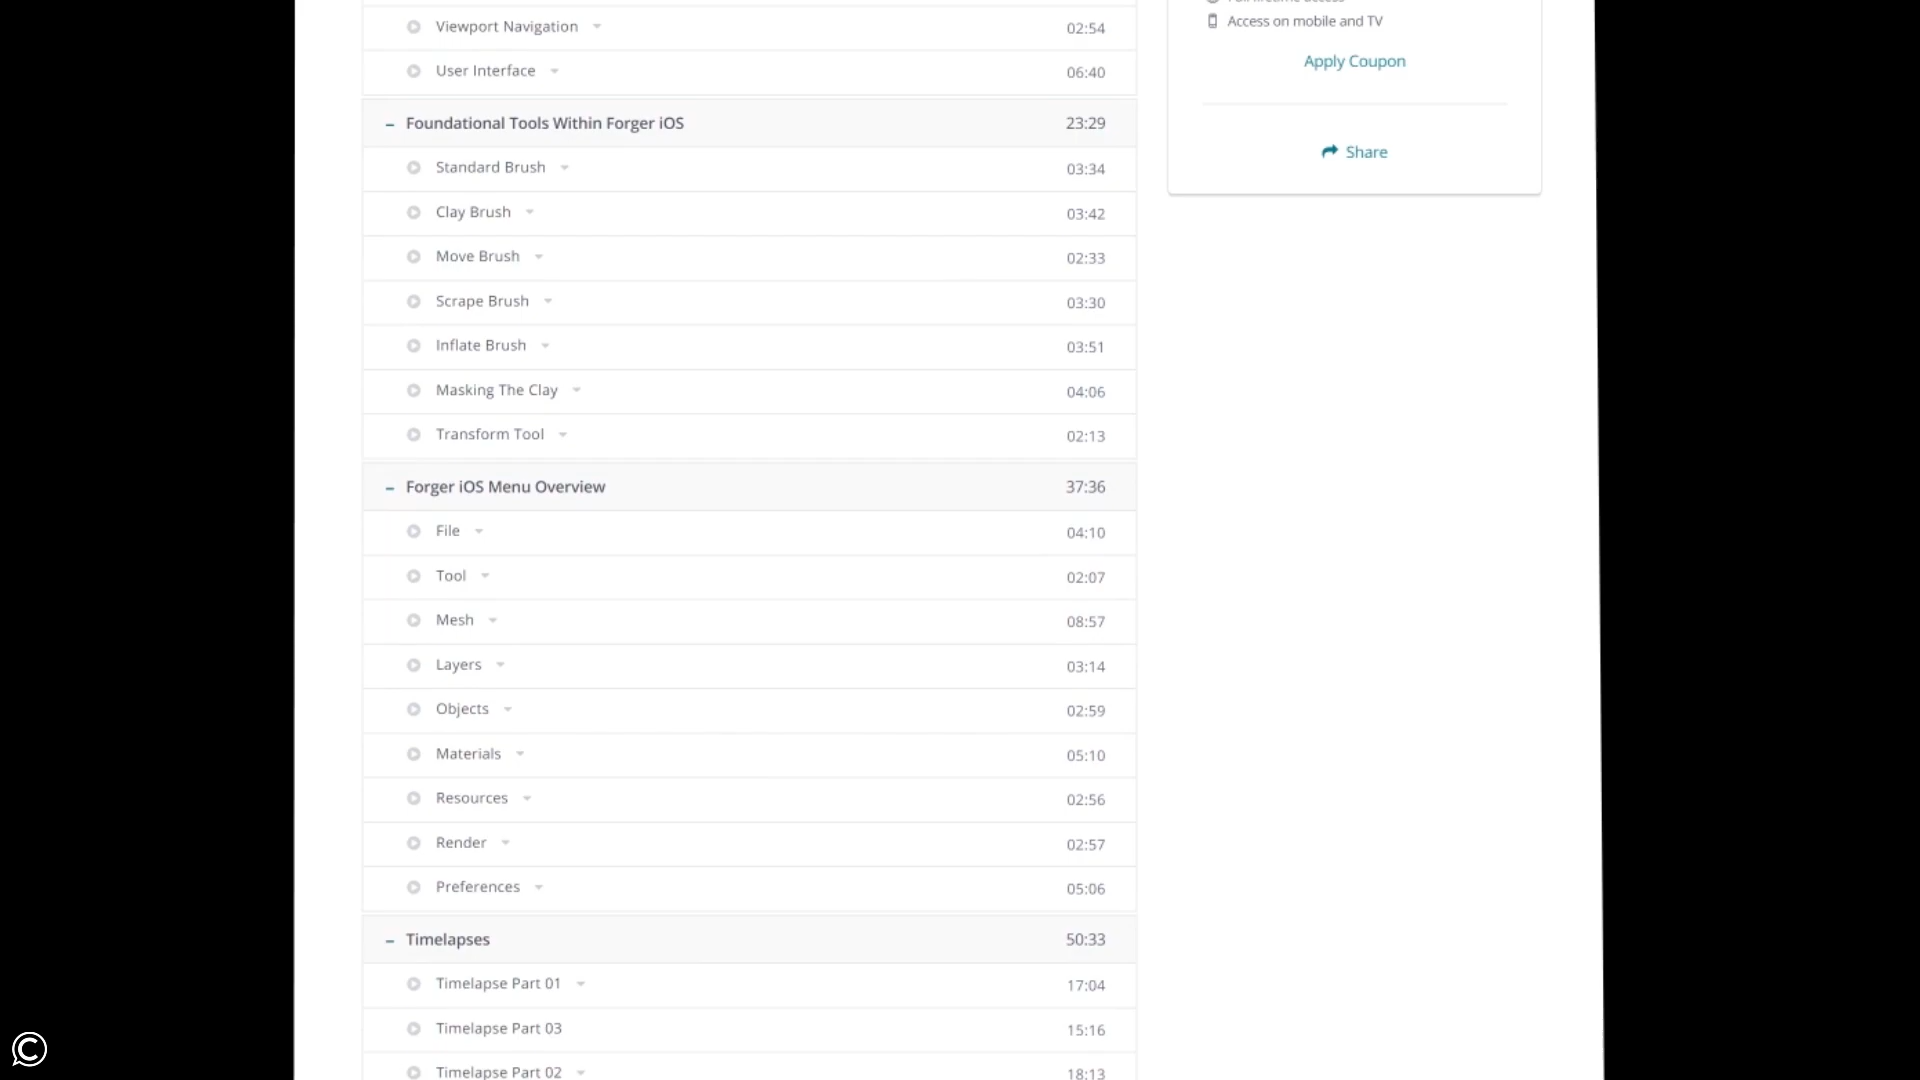 Viewport Navigation 02:54
User Interface 06:40
– Foundational Tools Within Forger iOS 23:29
Standard Brush 03:34
Clay Brush 03:42
Move Brush 02:33
Scrape Brush 03:30
Inflate Brush 03:51
Masking The Clay 04:06
Transform Tool 02:13
– Forger iOS Menu Overview 37:36
File 04:10
Tool 02:07
Mesh 08:57
Layers 03:14
Objects 02:59
Materials 05:10
Resources 02:56
Render 02:57
Preferences 05:06
– Timelapses 50:33
Timelapse Part 01 17:04
Timelapse Part 03 15:16
Timelapse Part 02 18:13
Full lifetime access
Access on mobile and TV
Apply Coupon
Share